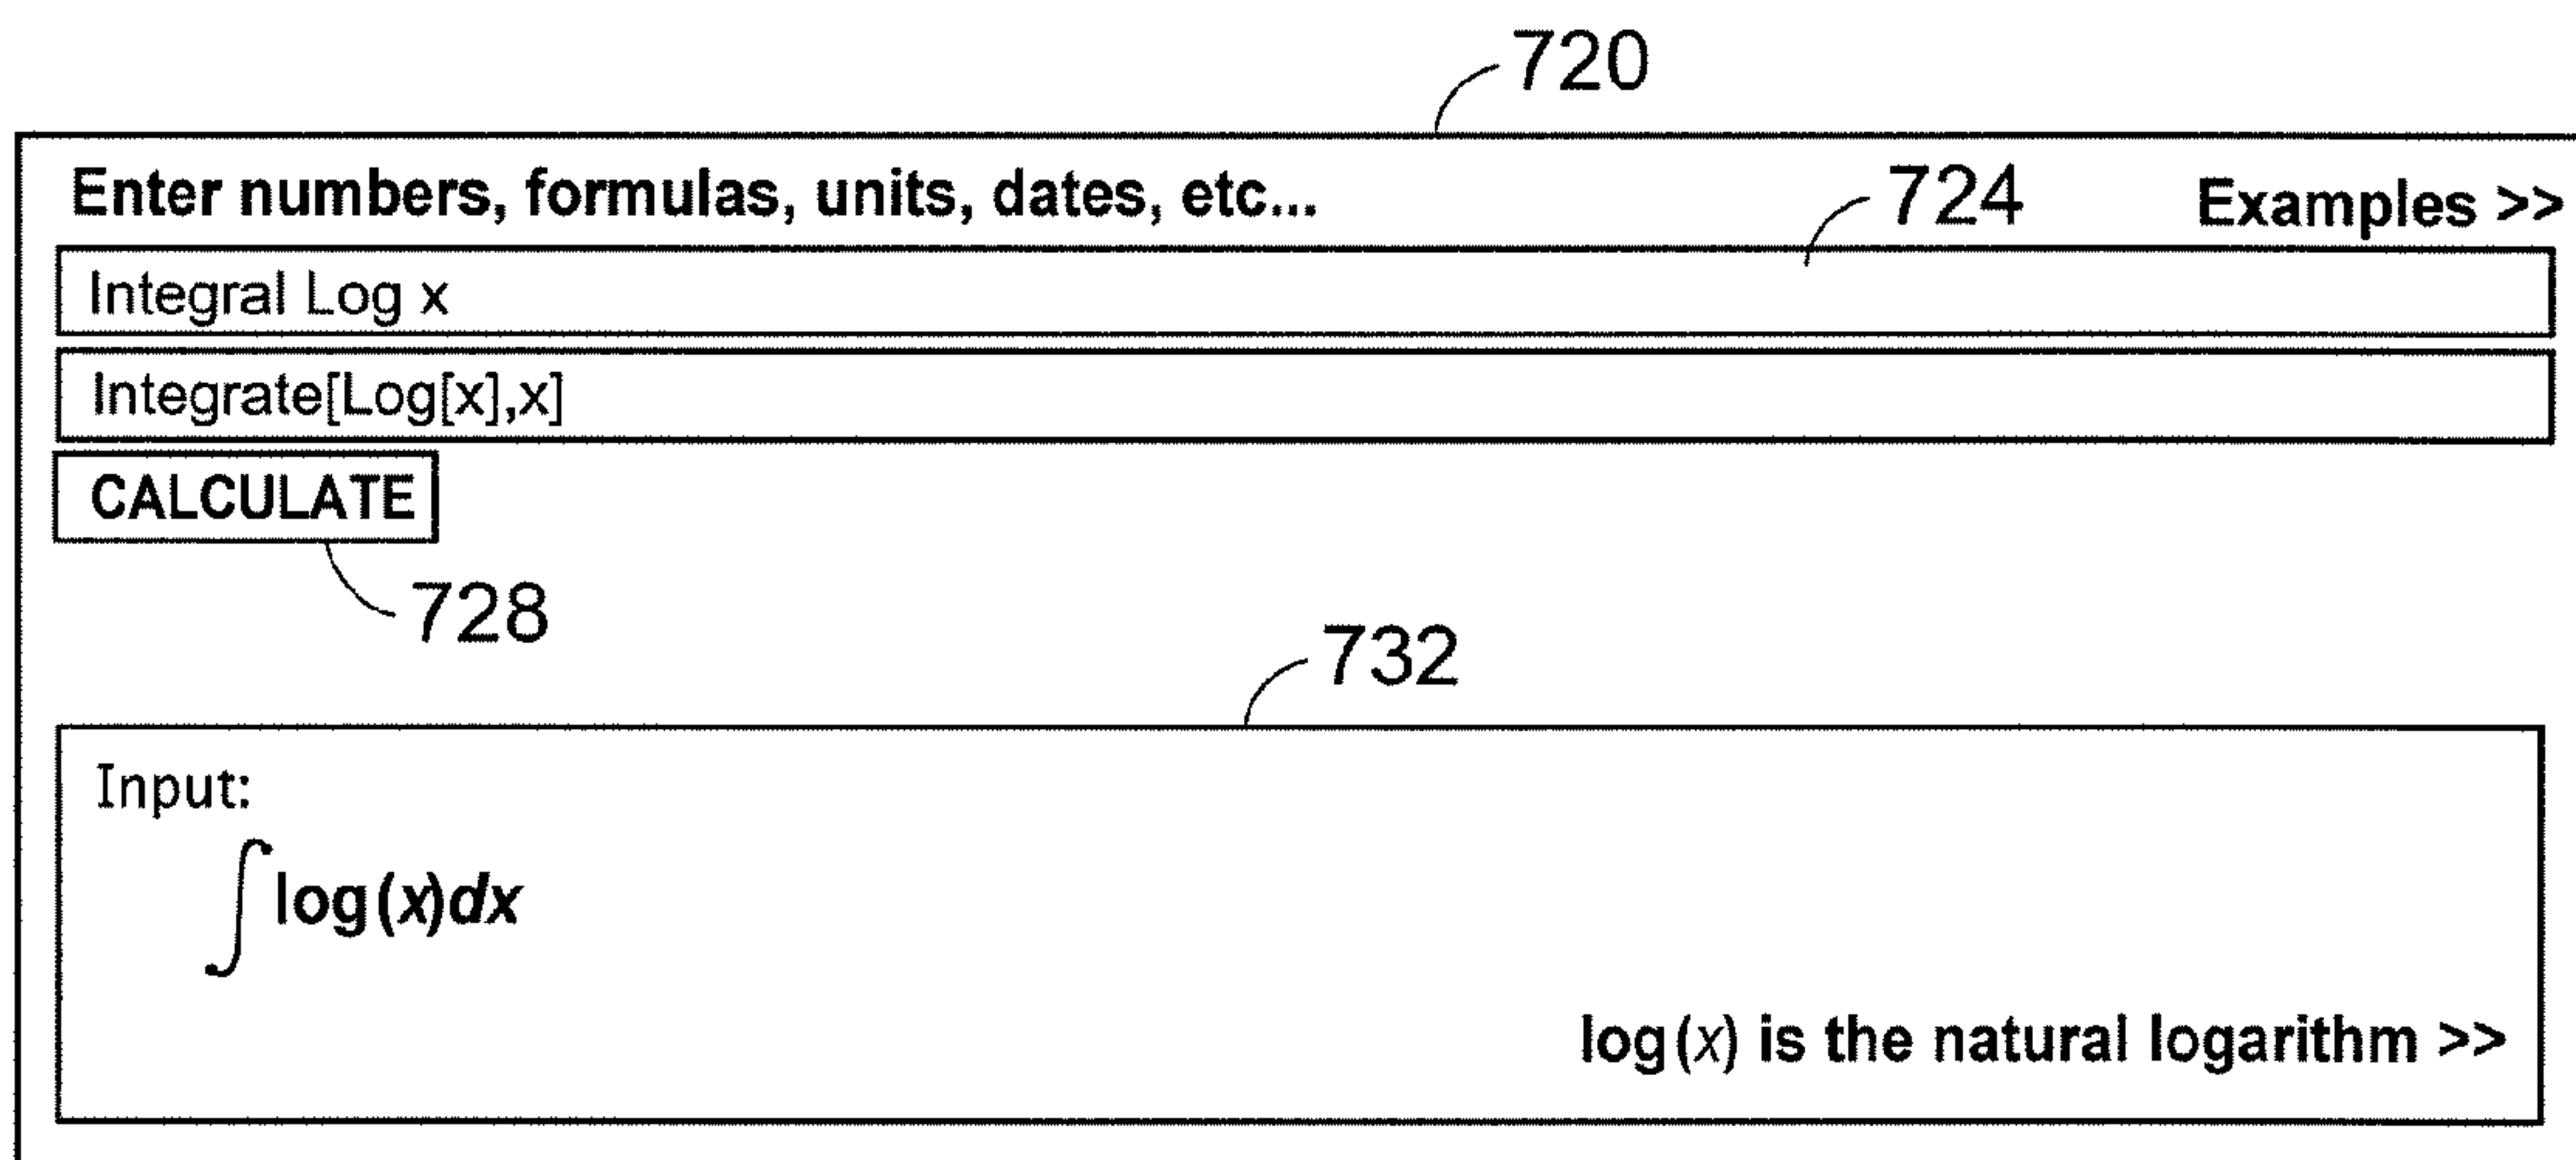 720
Enter numbers, formulas, units, dates, etc...
724
Examples >>
Integral Log x
Integrate[Log[x],x]
CALCULATE
728
732
Input:
∫ log(x)dx
log(x) is the natural logarithm >>